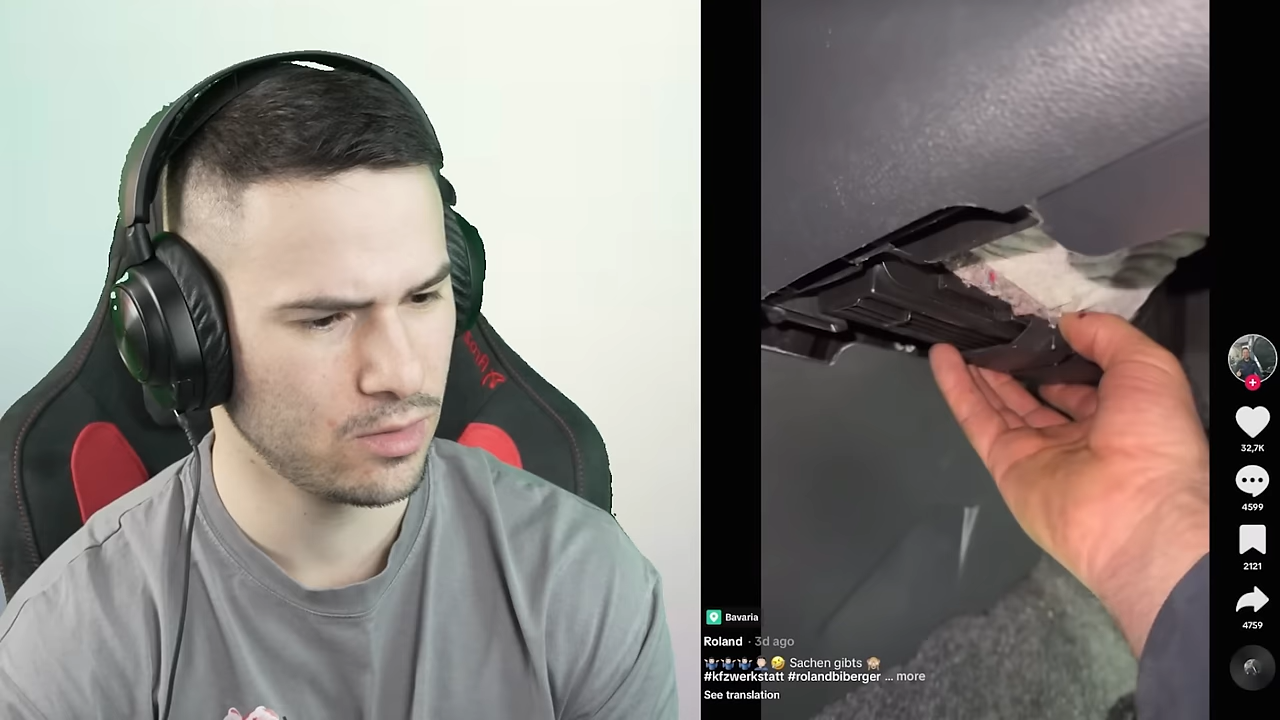 Bavaria
Roland · 3d ago
🤷🏻‍♂️🤷🏻‍♂️🤷🏻‍♂️🤦🏻‍♂️🤣 Sachen gibts 🙈
#kfzwerkstatt #rolandbiberger ... more
See translation
32,7K
4599
2121
4759